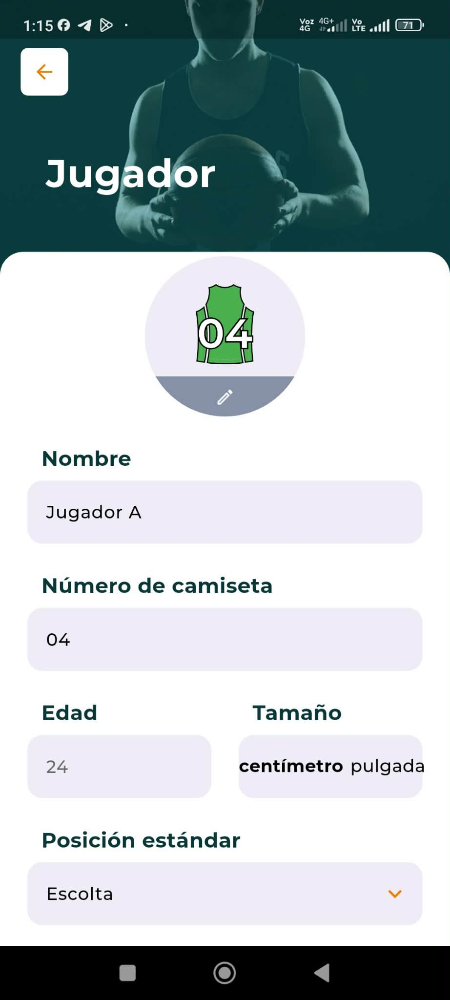 1:15
Voz 4G 4G+ Vo LTE 71
Jugador
04
Nombre
Jugador A
Número de camiseta
04
Edad
Tamaño
24
centímetro pulgada
Posición estándar
Escolta